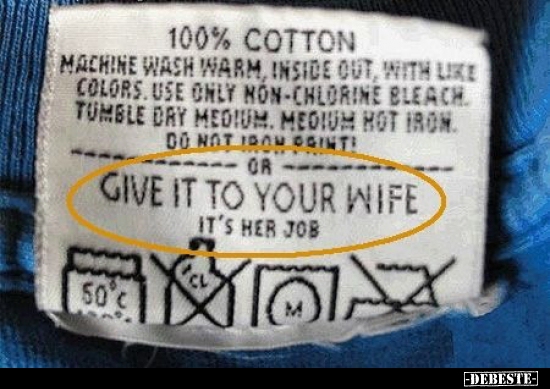 100% COTTON
MACHINE WASH WARM, INSIDE OUT, WITH LIKE
COLORS. USE ONLY NON-CHLORINE BLEACH.
TUMBLE DRY MEDIUM. MEDIUM HOT IRON.
DO NOT IRON PRINT!
OR
GIVE IT TO YOUR WIFE
IT'S HER JOB
50°C
CL
M
-DEBESTE-